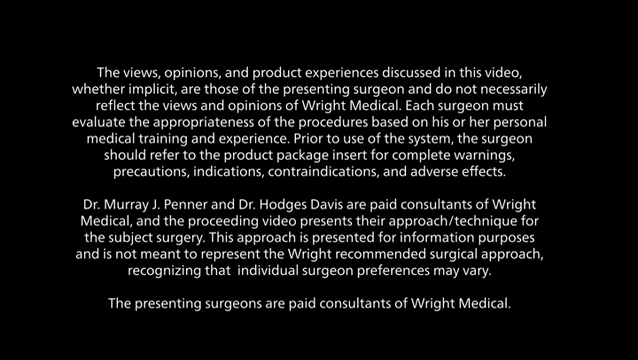 The views, opinions, and product experiences discussed in this video,
whether implicit, are those of the presenting surgeon and do not necessarily
reflect the views and opinions of Wright Medical. Each surgeon must
evaluate the appropriateness of the procedures based on his or her personal
medical training and experience. Prior to use of the system, the surgeon
should refer to the product package insert for complete warnings,
precautions, indications, contraindications, and adverse effects.
Dr. Murray J. Penner and Dr. Hodges Davis are paid consultants of Wright
Medical, and the proceeding video presents their approach/technique for
the subject surgery. This approach is presented for information purposes
and is not meant to represent the Wright recommended surgical approach,
recognizing that individual surgeon preferences may vary.
The presenting surgeons are paid consultants of Wright Medical.